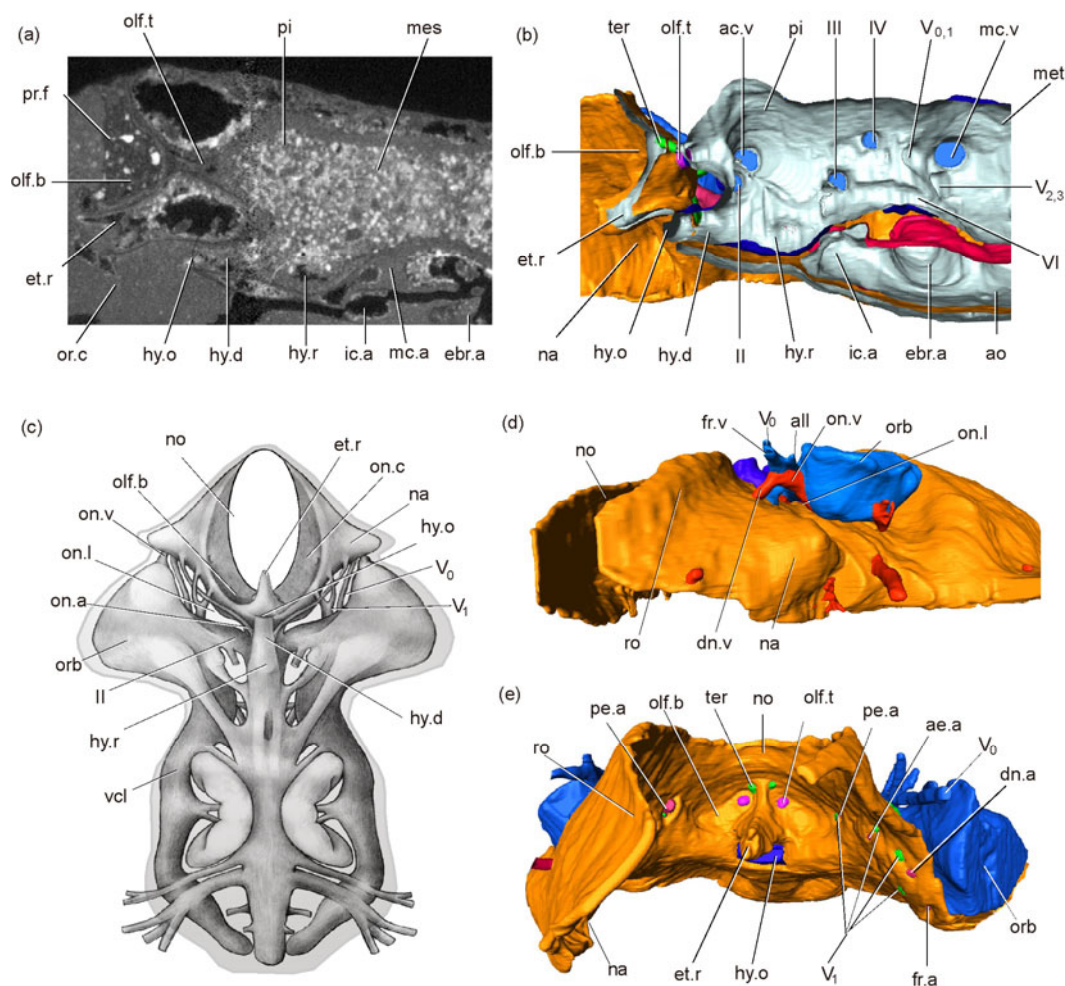 (a)
olf.t
pi
mes
pr.f
olf.b
et.r
or.c
hy.o
hy.d
hy.r
ic.a
mc.a
ebr.a
(b)
ter
olf.t
ac.v
pi
III
IV
V0,1
mc.v
met
olf.b
et.r
V2,3
VI
na
hy.o
hy.d
II
hy.r
ic.a
ebr.a
ao
(c)
no
et.r
olf.b
on.c
on.v
na
on.l
hy.o
on.a
V0
V1
orb
II
hy.r
hy.d
vcl
(d)
fr.v
V0
all
on.v
orb
on.l
no
ro
dn.v
na
(e)
pe.a
olf.b
ter
no
olf.t
pe.a
ae.a
V0
dn.a
ro
na
et.r
hy.o
V1
fr.a
orb